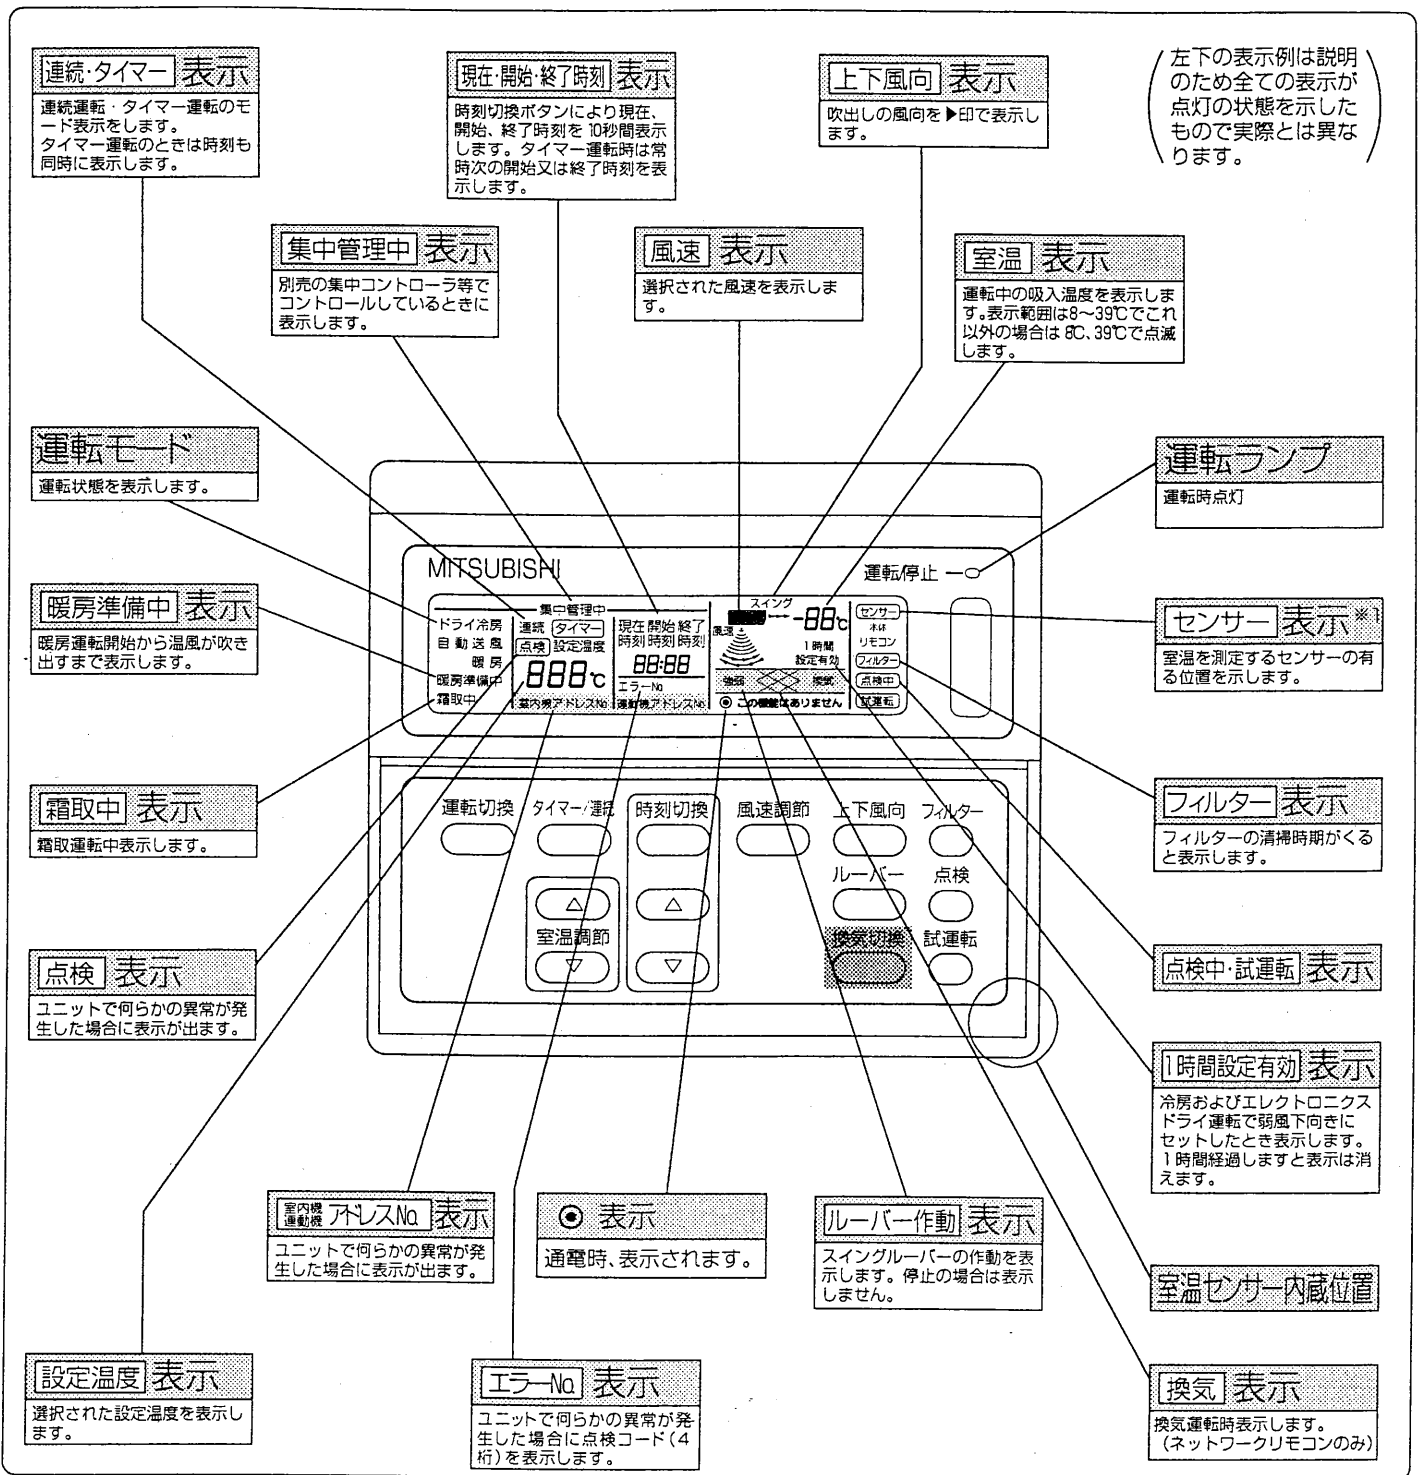 連続・タイマー 表示
連続運転・タイマー運転のモ
ード表示をします。
タイマー運転のときは時刻も
同時に表示します。
現在・開始・終了時刻 表示
時刻切換ボタンにより現在、
開始、終了時刻を10秒間表示
します。タイマー運転時は常
時次の開始又は終了時刻を表
示します。
上下風向 表示
吹出しの風向を▶印で表示し
ます。
左下の表示例は説明
のため全ての表示が
点灯の状態を示した
もので実際とは異な
ります。
集中管理中 表示
別売の集中コントローラ等で
コントロールしているときに
表示します。
風速 表示
選択された風速を表示しま
す。
室温 表示
運転中の吸入温度を表示しま
す。表示範囲は8〜39℃でこれ
以外の場合は8℃、39℃で点滅
します。
運転モード
運転状態を表示します。
運転ランプ
運転時点灯
暖房準備中 表示
暖房運転開始から温風が吹き
出すまで表示します。
センサー 表示※1
室温を測定するセンサーの有
る位置を示します。
霜取中 表示
霜取運転中表示します。
フィルター 表示
フィルターの清掃時期がくる
と表示します。
点検 表示
ユニットで何らかの異常が発
生した場合に表示が出ます。
点検中・試運転 表示
1時間設定有効 表示
冷房およびエレクトロニクス
ドライ運転で弱風下向きに
セットしたとき表示します。
1時間経過しますと表示は消
えます。
MITSUBISHI
運転/停止
集中管理中
ドライ冷房
自動送風
暖房
暖房準備中
霜取中
連続 タイマー
点検 設定温度
888℃
室内機アドレスNo
現在 開始 終了
時刻 時刻 時刻
88:88
エラーNo
運動機アドレスNo
スイング
風速
-88℃
1時間
設定有効
強弱 換気
◉ この機能はありません
センサー
本体
リモコン
フィルター
点検中
試運転
運転切換 タイマー/連続 時刻切換 風速調節 上下風向 フィルター
△ △ ルーバー 点検
室温調節 換気切換 試運転
▽ ▽
室内機
運動機 アドレスNo. 表示
ユニットで何らかの異常が発
生した場合に表示が出ます。
◉ 表示
通電時、表示されます。
ルーバー作動 表示
スイングルーバーの作動を表
示します。停止の場合は表示
しません。
室温センサー内蔵位置
設定温度 表示
選択された設定温度を表示し
ます。
エラーNo. 表示
ユニットで何らかの異常が発
生した場合に点検コード(4
桁)を表示します。
換気 表示
換気運転時表示します。
(ネットワークリモコンのみ)